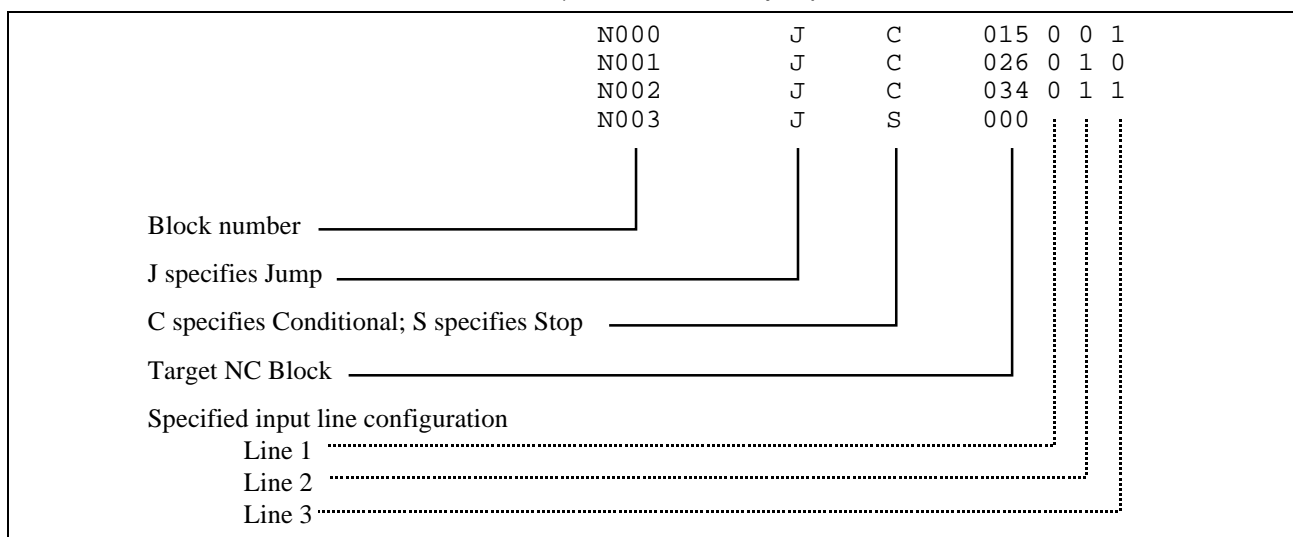 N000 J C 015 0 0 1
N001 J C 026 0 1 0
N002 J C 034 0 1 1
N003 J S 000
Block number
J specifies Jump
C specifies Conditional; S specifies Stop
Target NC Block
Specified input line configuration
Line 1
Line 2
Line 3